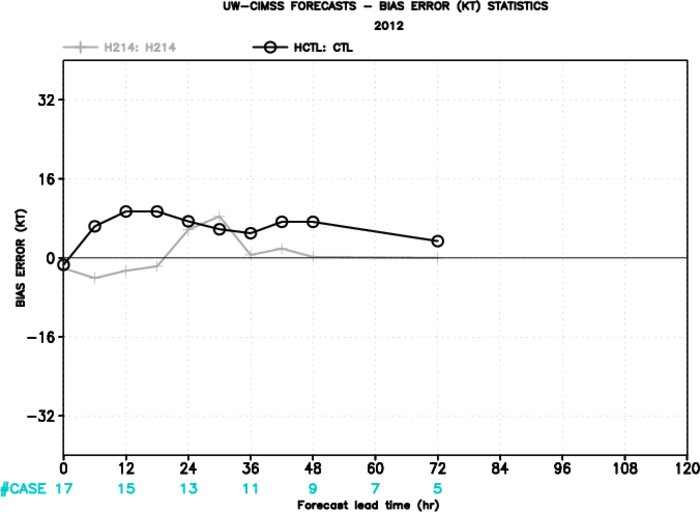 UW-CIMSS FORECASTS - BIAS ERROR (KT) STATISTICS
2012
H214: H214 HCTL: CTL
32
16
0
-16
-32
BIAS ERROR (KT)
0 12 24 36 48 60 72 84 96 108 120
#CASE 17 15 13 11 9 7 5
Forecast lead time (hr)